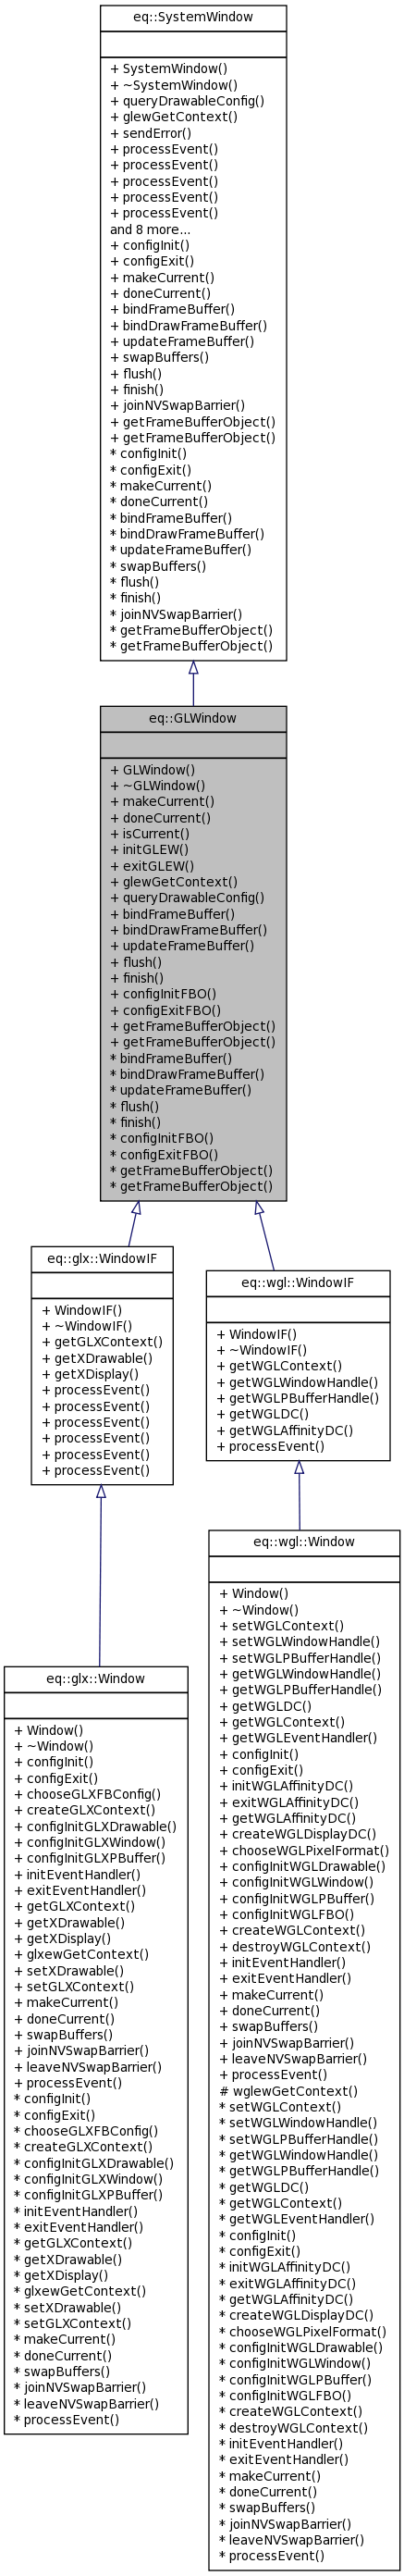 eq::SystemWindow
+ SystemWindow()
+ ~SystemWindow()
+ queryDrawableConfig()
+ glewGetContext()
+ sendError()
+ processEvent()
+ processEvent()
+ processEvent()
+ processEvent()
+ processEvent()
and 8 more...
+ configInit()
+ configExit()
+ makeCurrent()
+ doneCurrent()
+ bindFrameBuffer()
+ bindDrawFrameBuffer()
+ updateFrameBuffer()
+ swapBuffers()
+ flush()
+ finish()
+ joinNVSwapBarrier()
+ getFrameBufferObject()
+ getFrameBufferObject()
* configInit()
* configExit()
* makeCurrent()
* doneCurrent()
* bindFrameBuffer()
* bindDrawFrameBuffer()
* updateFrameBuffer()
* swapBuffers()
* flush()
* finish()
* joinNVSwapBarrier()
* getFrameBufferObject()
* getFrameBufferObject()
eq::GLWindow
+ GLWindow()
+ ~GLWindow()
+ makeCurrent()
+ doneCurrent()
+ isCurrent()
+ initGLEW()
+ exitGLEW()
+ glewGetContext()
+ queryDrawableConfig()
+ bindFrameBuffer()
+ bindDrawFrameBuffer()
+ updateFrameBuffer()
+ flush()
+ finish()
+ configInitFBO()
+ configExitFBO()
+ getFrameBufferObject()
+ getFrameBufferObject()
* bindFrameBuffer()
* bindDrawFrameBuffer()
* updateFrameBuffer()
* flush()
* finish()
* configInitFBO()
* configExitFBO()
* getFrameBufferObject()
* getFrameBufferObject()
eq::glx::WindowIF
+ WindowIF()
+ ~WindowIF()
+ getGLXContext()
+ getXDrawable()
+ getXDisplay()
+ processEvent()
+ processEvent()
+ processEvent()
+ processEvent()
+ processEvent()
+ processEvent()
eq::wgl::WindowIF
+ WindowIF()
+ ~WindowIF()
+ getWGLContext()
+ getWGLWindowHandle()
+ getWGLPBufferHandle()
+ getWGLDC()
+ getWGLAffinityDC()
+ processEvent()
eq::glx::Window
+ Window()
+ ~Window()
+ configInit()
+ configExit()
+ chooseGLXFBConfig()
+ createGLXContext()
+ configInitGLXDrawable()
+ configInitGLXWindow()
+ configInitGLXPBuffer()
+ initEventHandler()
+ exitEventHandler()
+ getGLXContext()
+ getXDrawable()
+ getXDisplay()
+ glxewGetContext()
+ setXDrawable()
+ setGLXContext()
+ makeCurrent()
+ doneCurrent()
+ swapBuffers()
+ joinNVSwapBarrier()
+ leaveNVSwapBarrier()
+ processEvent()
* configInit()
* configExit()
* chooseGLXFBConfig()
* createGLXContext()
* configInitGLXDrawable()
* configInitGLXWindow()
* configInitGLXPBuffer()
* initEventHandler()
* exitEventHandler()
* getGLXContext()
* getXDrawable()
* getXDisplay()
* glxewGetContext()
* setXDrawable()
* setGLXContext()
* makeCurrent()
* doneCurrent()
* swapBuffers()
* joinNVSwapBarrier()
* leaveNVSwapBarrier()
* processEvent()
eq::wgl::Window
+ Window()
+ ~Window()
+ setWGLContext()
+ setWGLWindowHandle()
+ setWGLPBufferHandle()
+ getWGLWindowHandle()
+ getWGLPBufferHandle()
+ getWGLDC()
+ getWGLContext()
+ getWGLEventHandler()
+ configInit()
+ configExit()
+ initWGLAffinityDC()
+ exitWGLAffinityDC()
+ getWGLAffinityDC()
+ createWGLDisplayDC()
+ chooseWGLPixelFormat()
+ configInitWGLDrawable()
+ configInitWGLWindow()
+ configInitWGLPBuffer()
+ configInitWGLFBO()
+ createWGLContext()
+ destroyWGLContext()
+ initEventHandler()
+ exitEventHandler()
+ makeCurrent()
+ doneCurrent()
+ swapBuffers()
+ joinNVSwapBarrier()
+ leaveNVSwapBarrier()
+ processEvent()
# wglewGetContext()
* setWGLContext()
* setWGLWindowHandle()
* setWGLPBufferHandle()
* getWGLWindowHandle()
* getWGLPBufferHandle()
* getWGLDC()
* getWGLContext()
* getWGLEventHandler()
* configInit()
* configExit()
* initWGLAffinityDC()
* exitWGLAffinityDC()
* getWGLAffinityDC()
* createWGLDisplayDC()
* chooseWGLPixelFormat()
* configInitWGLDrawable()
* configInitWGLWindow()
* configInitWGLPBuffer()
* configInitWGLFBO()
* createWGLContext()
* destroyWGLContext()
* initEventHandler()
* exitEventHandler()
* makeCurrent()
* doneCurrent()
* swapBuffers()
* joinNVSwapBarrier()
* leaveNVSwapBarrier()
* processEvent()